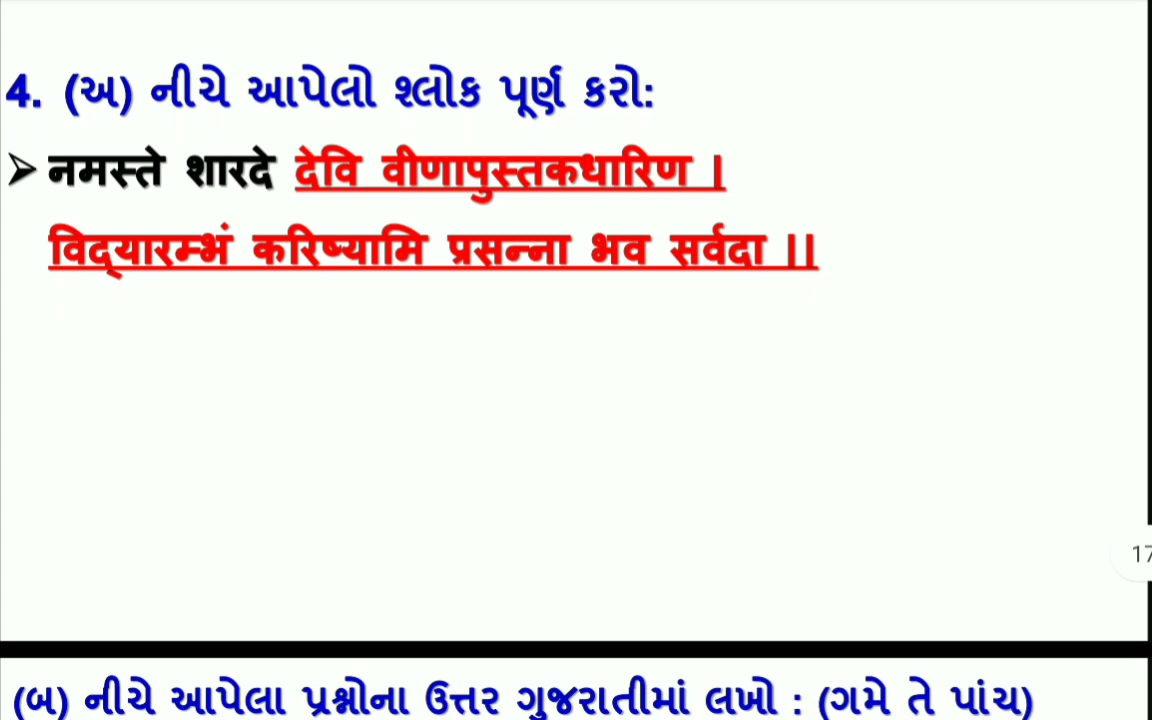 4. (અ) નીચે આપેલો શ્લોક પૂર્ણ કરો:
➢ नमस्ते शारदे देवि वीणापुस्तकधारिण ।
विद्यारम्भं करिष्यामि प्रसन्ना भव सर्वदा ।।
17
(બ) નીચે આપેલા પ્રશ્નોના ઉત્તર ગુજરાતીમાં લખો : (ગમે તે પાંચ)